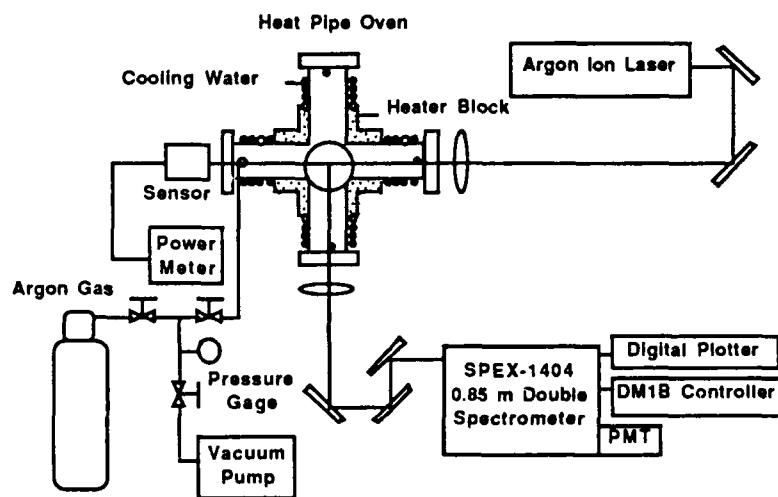 Heat Pipe Oven
Cooling Water
Argon Ion Laser
Heater Block
Sensor
Power
Meter
Argon Gas
Pressure
Gage
Vacuum
Pump
SPEX-1404
0.85 m Double
Spectrometer
Digital Plotter
DM1B Controller
PMT